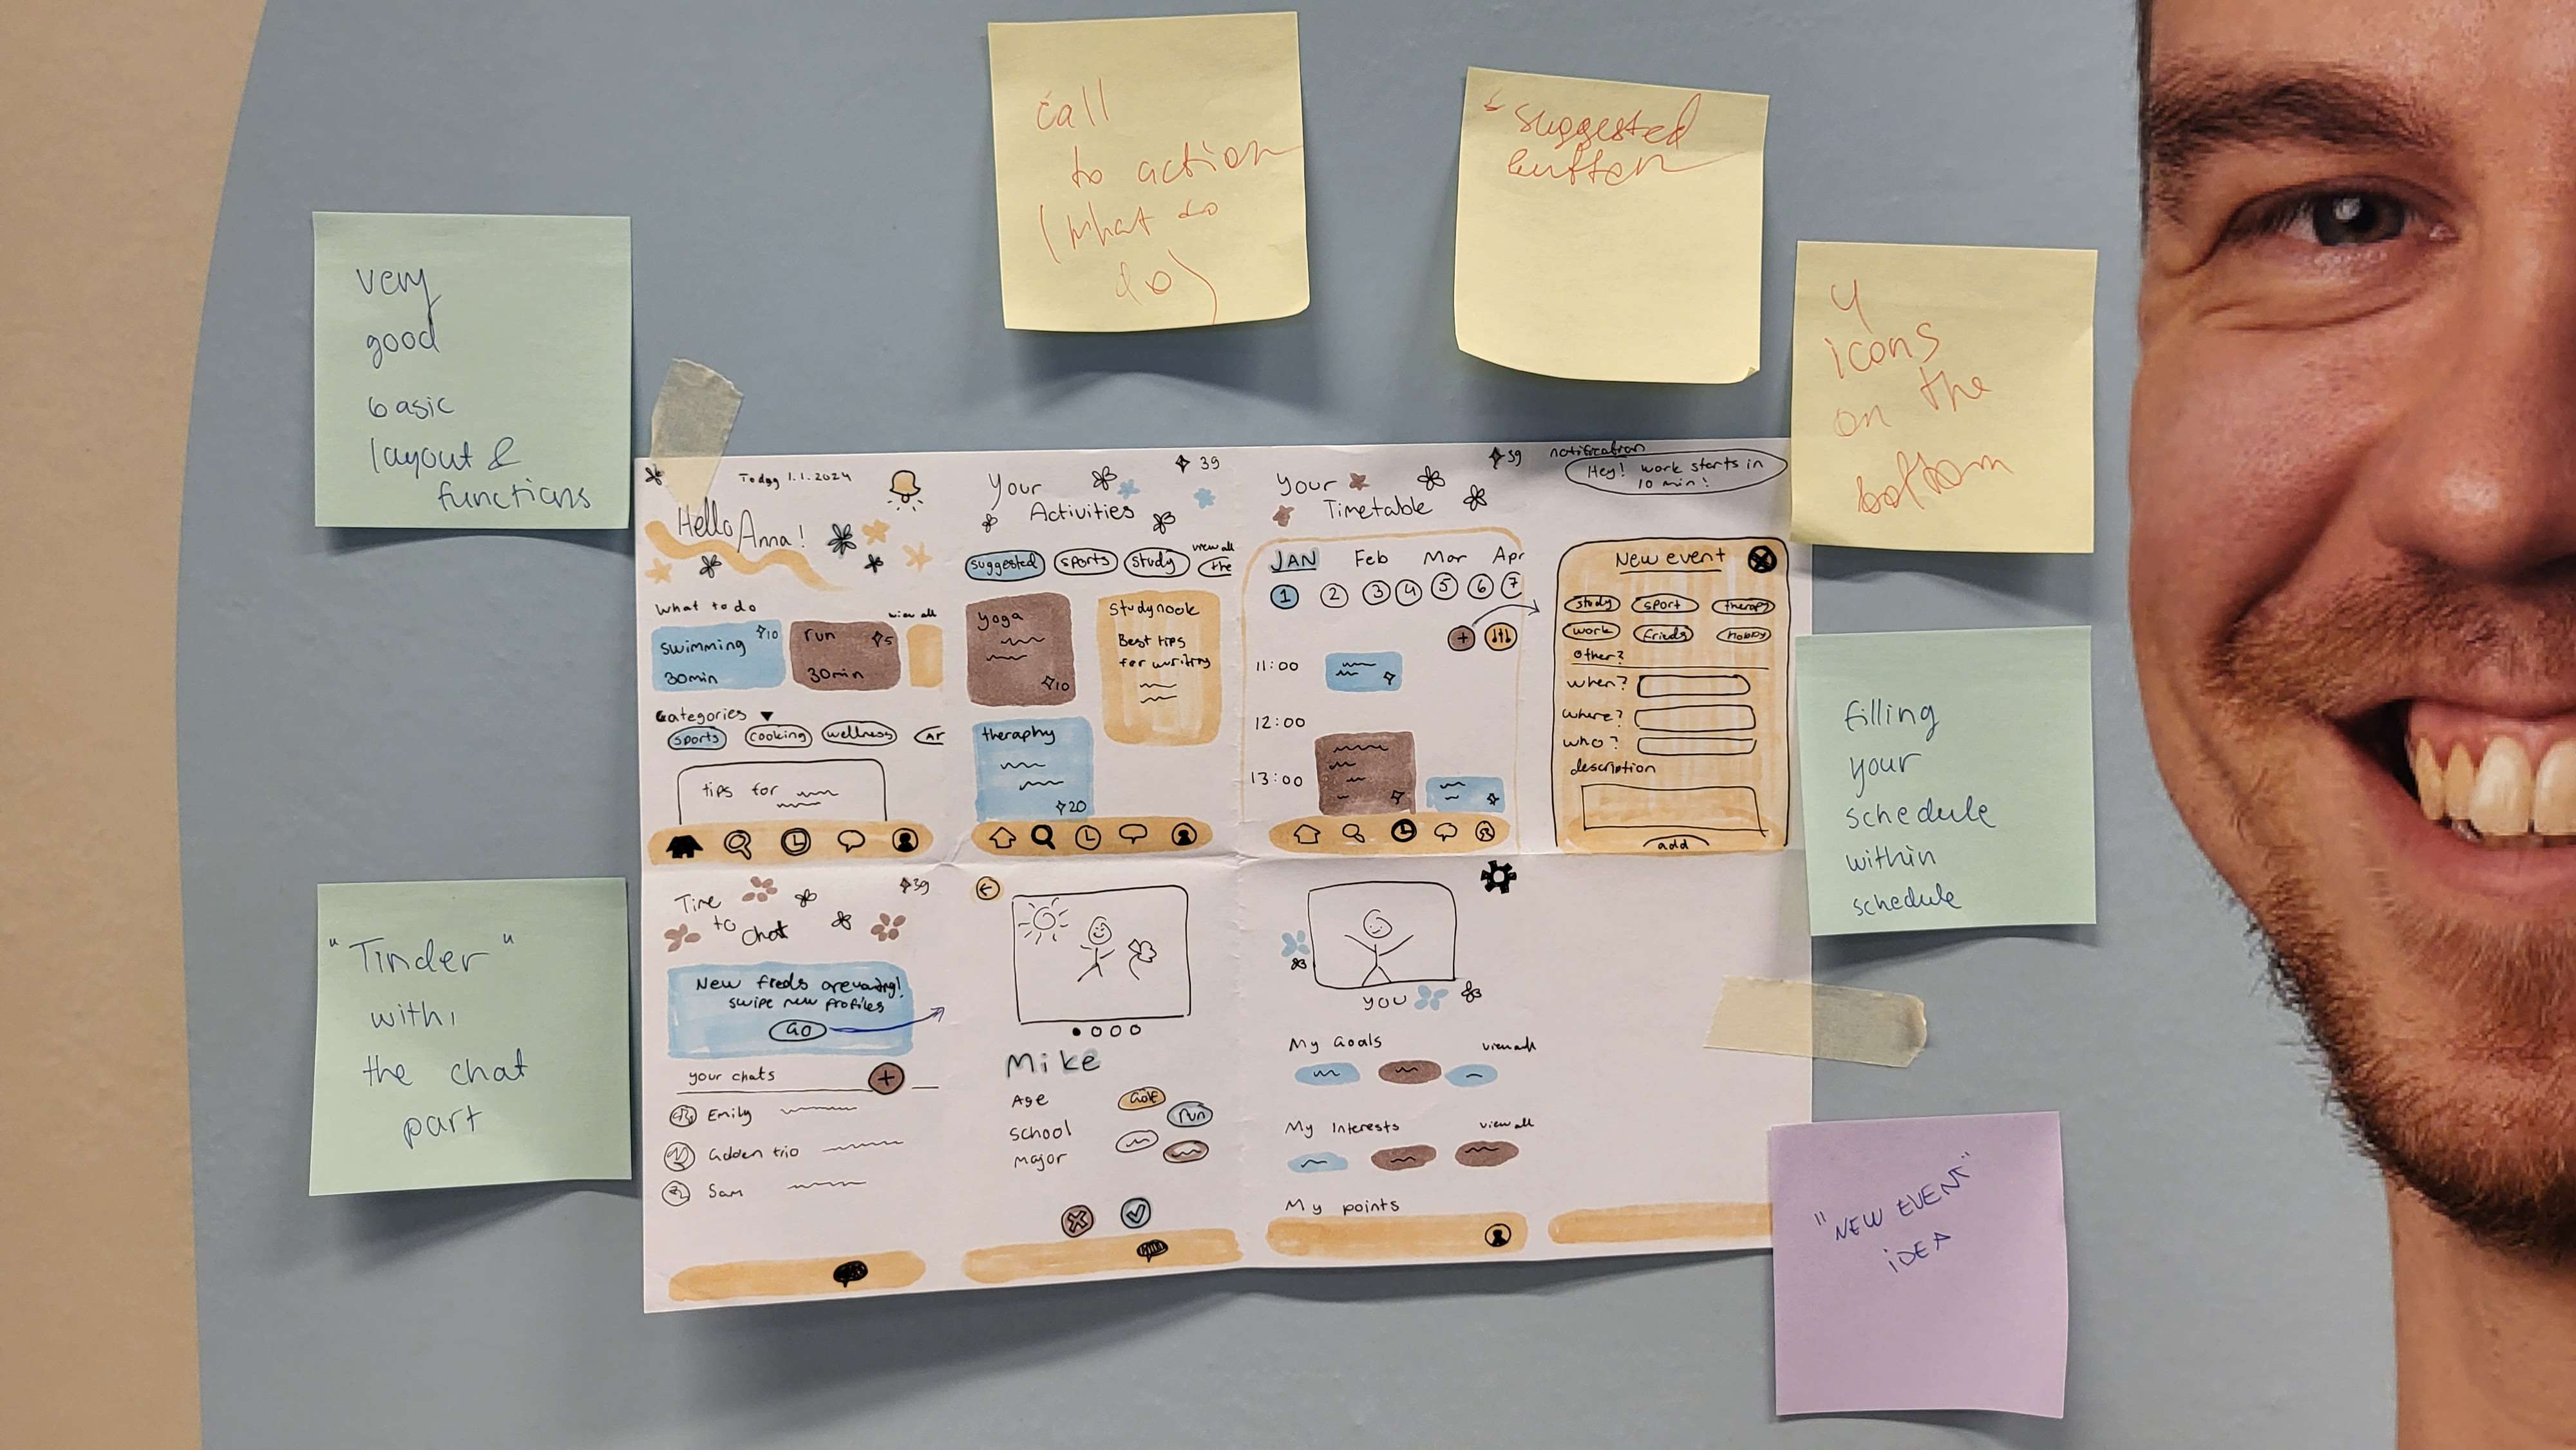 call
to action
(What do
do)
"suggested
button
very
good
basic
layout &
functions
4
icons
on the
bottom
Today 1.1.2024
Hello Anna!
What to do
view all
swimming
10
30min
run
5
30min
Categories
sports
cooking
wellness
Ar
tips for
Your
Activities
39
suggested
sports
study
view all
the
yoga
10
Studynook
Best tips
for writing
theraphy
20
Your
Timetable
39
JAN Feb Mar Apr
1 2 3 4 5 6 7
+
11:00
12:00
13:00
notification
Hey! work starts in
10 min!
New event
study
sport
therapy
work
frieds
hobby
other?
when?
where?
who?
description
add
filling
your
schedule
within
schedule
"Tinder"
within
the chat
part
Time
to Chat
39
New frieds are
swipe new profiles
GO
your chats
+
Emily
Golden trio
Sam
Mike
Age
school
major
run
YOU
My Goals
view all
My Interests
view all
My points
"NEW EVENT"
iDEA